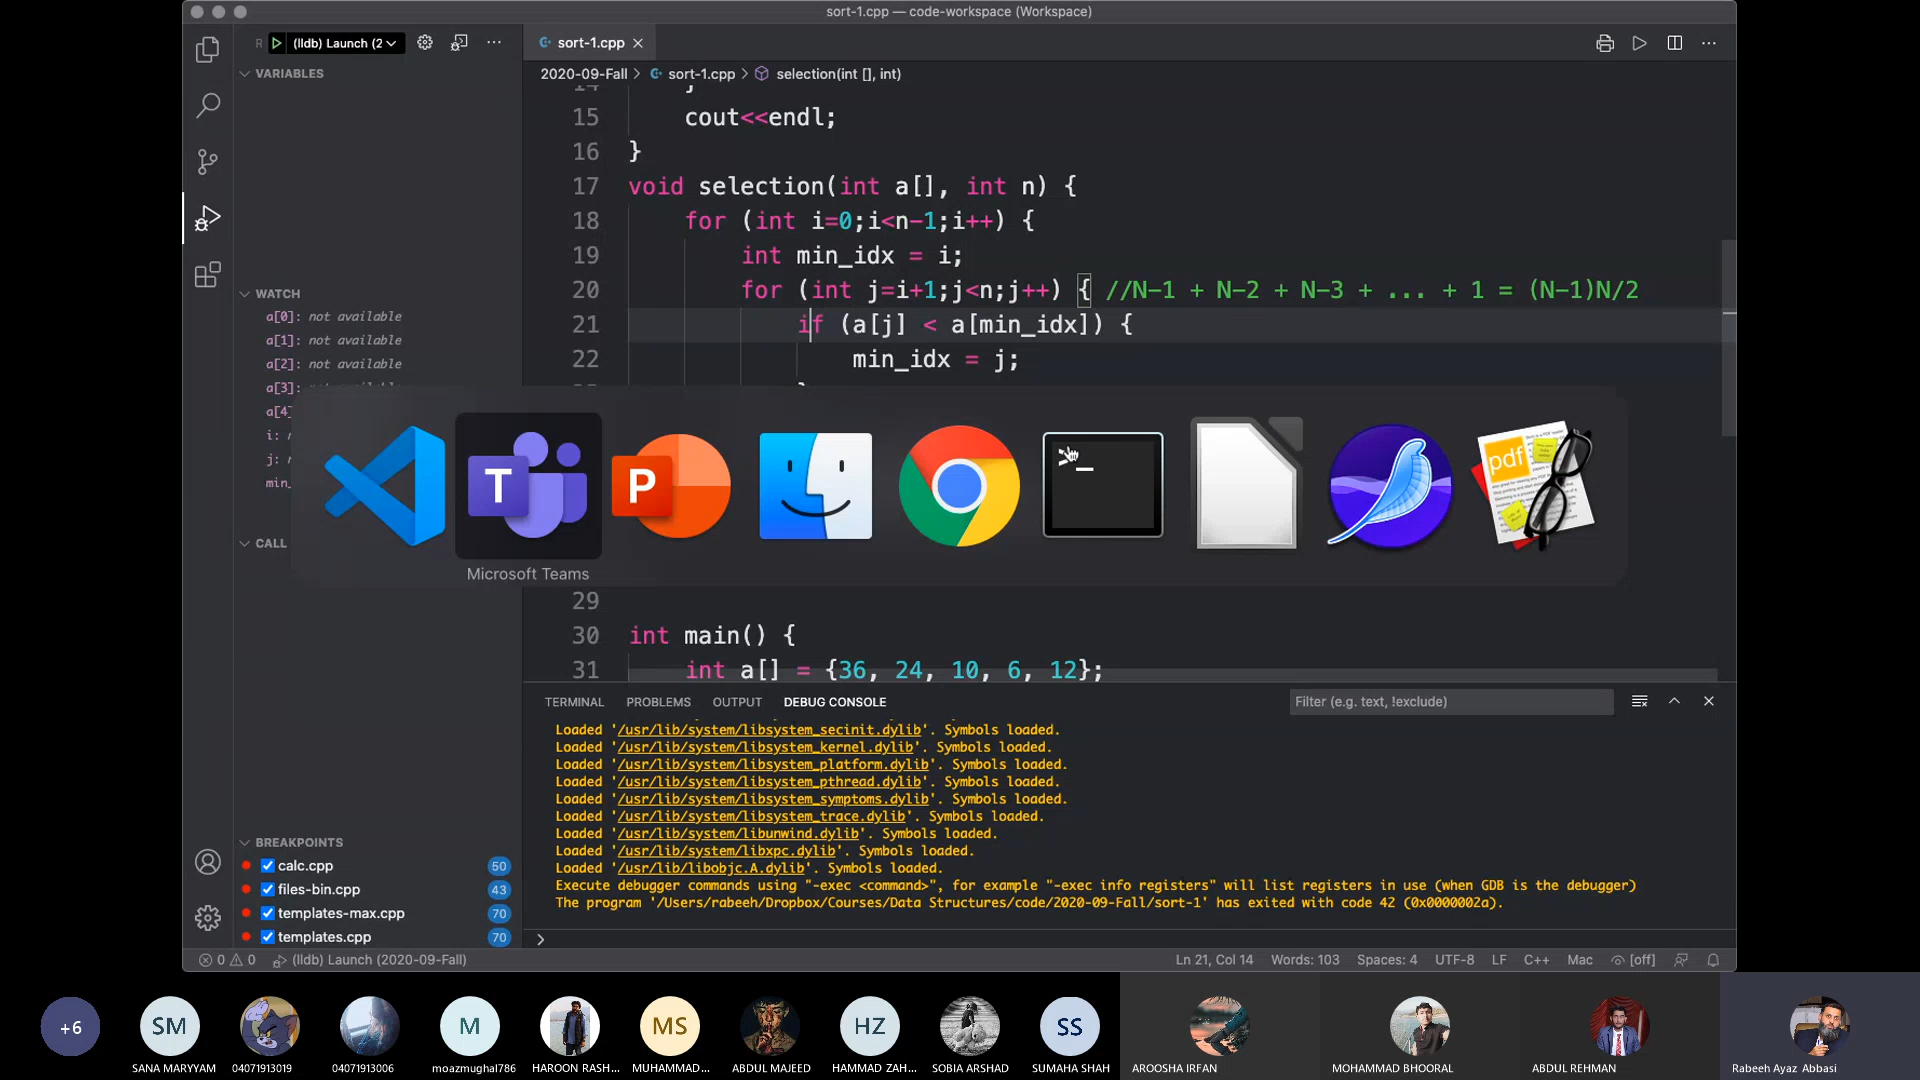 sort-1.cpp — code-workspace (Workspace)
R (lldb) Launch (2
sort-1.cpp
2020-09-Fall > sort-1.cpp > selection(int [], int)
VARIABLES
WATCH
a[0]: not available
a[1]: not available
a[2]: not available
a[3]: not available
a[4]
i:
j:
min_
CALL
BREAKPOINTS
calc.cpp 50
files-bin.cpp 43
templates-max.cpp 70
templates.cpp 70
14 }
15 cout<<endl;
16 }
17 void selection(int a[], int n) {
18 for (int i=0;i<n-1;i++) {
19 int min_idx = i;
20 for (int j=i+1;j<n;j++) { //N-1 + N-2 + N-3 + ... + 1 = (N-1)N/2
21 if (a[j] < a[min_idx]) {
22 min_idx = j;
T
P
>_
pdf
Microsoft Teams
29
30 int main() {
31 int a[] = {36, 24, 10, 6, 12};
TERMINAL PROBLEMS OUTPUT DEBUG CONSOLE Filter (e.g. text, !exclude)
Loaded '/usr/lib/system/libsystem_secinit.dylib'. Symbols loaded.
Loaded '/usr/lib/system/libsystem_kernel.dylib'. Symbols loaded.
Loaded '/usr/lib/system/libsystem_platform.dylib'. Symbols loaded.
Loaded '/usr/lib/system/libsystem_pthread.dylib'. Symbols loaded.
Loaded '/usr/lib/system/libsystem_symptoms.dylib'. Symbols loaded.
Loaded '/usr/lib/system/libsystem_trace.dylib'. Symbols loaded.
Loaded '/usr/lib/system/libunwind.dylib'. Symbols loaded.
Loaded '/usr/lib/system/libxpc.dylib'. Symbols loaded.
Loaded '/usr/lib/libobjc.A.dylib'. Symbols loaded.
Execute debugger commands using "-exec <command>", for example "-exec info registers" will list registers in use (when GDB is the debugger)
The program '/Users/rabeeh/Dropbox/Courses/Data Structures/code/2020-09-Fall/sort-1' has exited with code 42 (0x0000002a).
>
0 0 (lldb) Launch (2020-09-Fall) Ln 21, Col 14 Words: 103 Spaces: 4 UTF-8 LF C++ Mac [off]
+6 SM M MS HZ SS
SANA MARYYAM 04071913019 04071913006 moazmughal786 HAROON RASH... MUHAMMAD... ABDUL MAJEED HAMMAD ZAH... SOBIA ARSHAD SUMAHA SHAH AROOSHA IRFAN MOHAMMAD BHOORAL ABDUL REHMAN Rabeeh Ayaz Abbasi